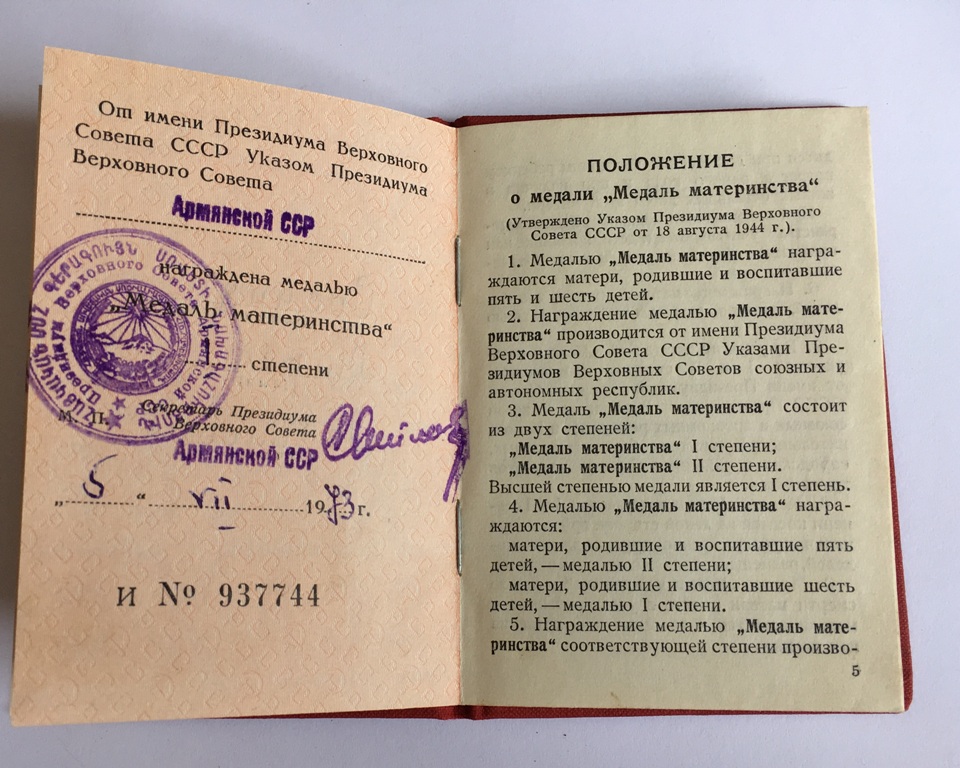 От имени Президиума Верховного
Совета СССР Указом Президиума
Верховного Совета
Армянской ССР
награждена медалью
„Медаль материнства“
степени
М. П.
Секретарь Президиума
Верховного Совета
Армянской ССР
„5“ VII 1973 г.
И № 937744
Президиум Верховного Совета Армянской ССР
ПОЛОЖЕНИЕ
о медали „Медаль материнства“
(Утверждено Указом Президиума Верховного
Совета СССР от 18 августа 1944 г.).
1. Медалью „Медаль материнства“ награ-
ждаются матери, родившие и воспитавшие
пять и шесть детей.
2. Награждение медалью „Медаль мате-
ринства“ производится от имени Президиума
Верховного Совета СССР Указами Пре-
зидиумов Верховных Советов союзных и
автономных республик.
3. Медаль „Медаль материнства“ состоит
из двух степеней:
„Медаль материнства“ I степени;
„Медаль материнства“ II степени.
Высшей степенью медали является I степень.
4. Медалью „Медаль материнства“ награ-
ждаются:
матери, родившие и воспитавшие пять
детей, — медалью II степени;
матери, родившие и воспитавшие шесть
детей, — медалью I степени.
5. Награждение медалью „Медаль мате-
ринства“ соответствующей степени произво-
5